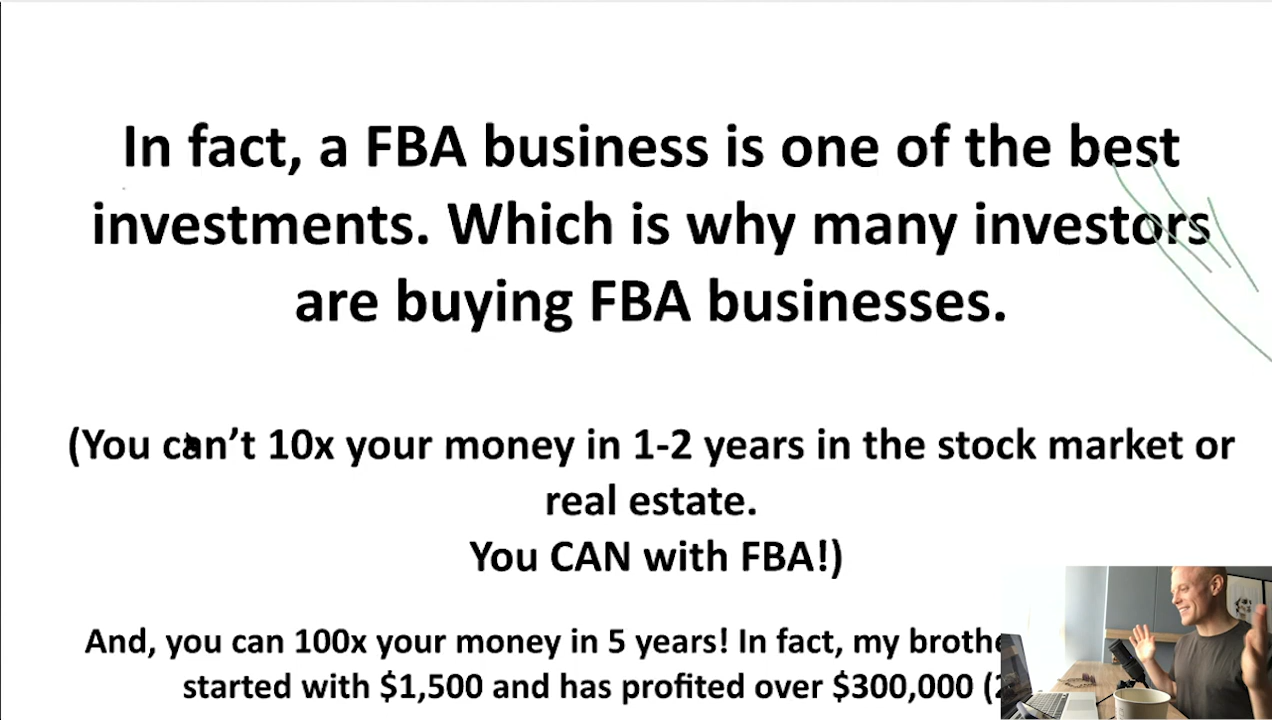 In fact, a FBA business is one of the best
investments. Which is why many investors
are buying FBA businesses.
(You can’t 10x your money in 1-2 years in the stock market or
real estate.
You CAN with FBA!)
And, you can 100x your money in 5 years! In fact, my
started with $1,500 and has profited over $300,000